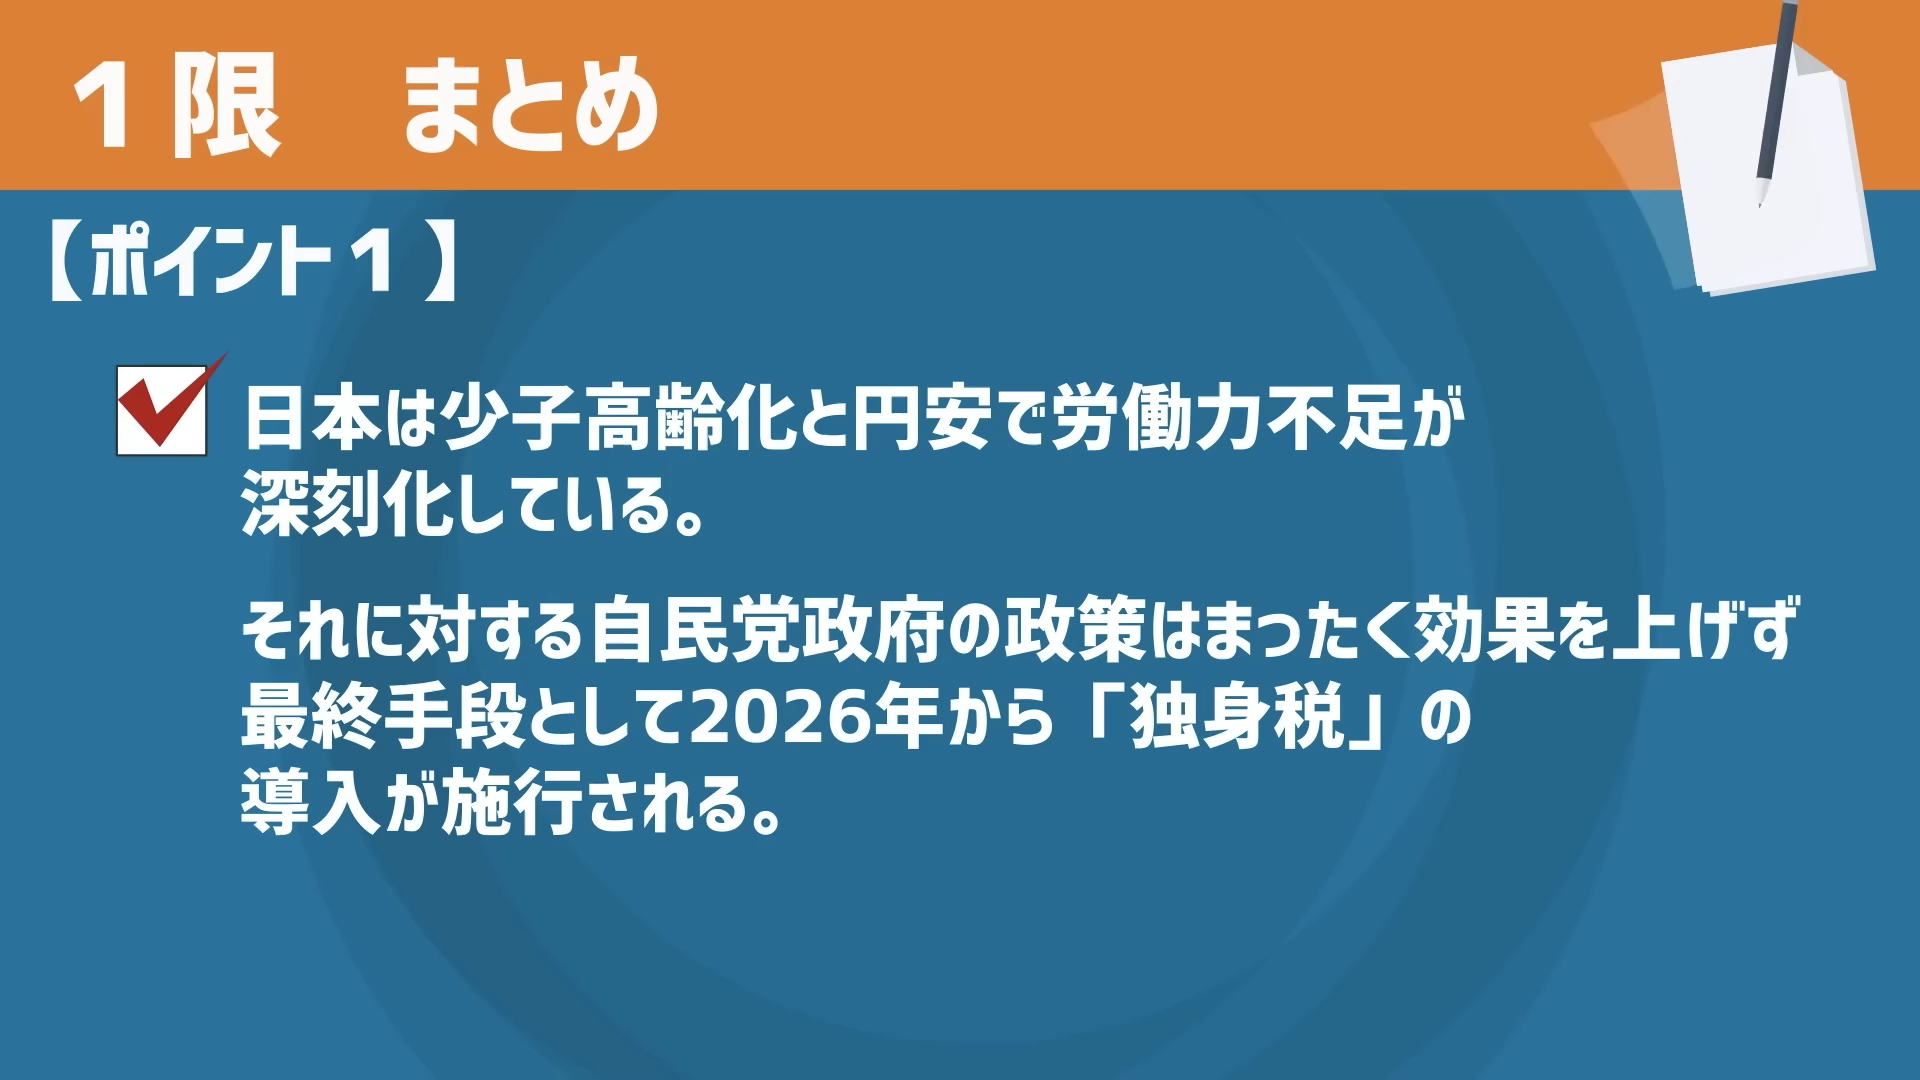 1限　まとめ
【ポイント1】
日本は少子高齢化と円安で労働力不足が
深刻化している。
それに対する自民党政府の政策はまったく効果を上げず
最終手段として2026年から「独身税」の
導入が施行される。